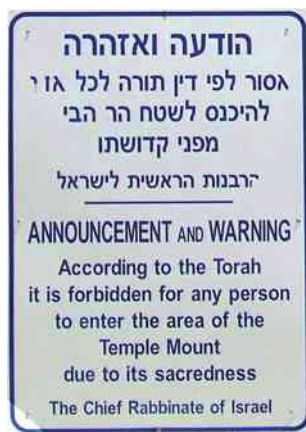 הודעה ואזהרה
אסור לפי דין תורה לכל
להיכנס לשטח הר
מפני קדושתו
הרבנות הראשית לישראל
ANNOUNCEMENT AND WARNING
According to the Torah
it is forbidden for any person
to enter the area of the
Temple Mount
due to its sacredness
The Chief Rabbinate of Israel